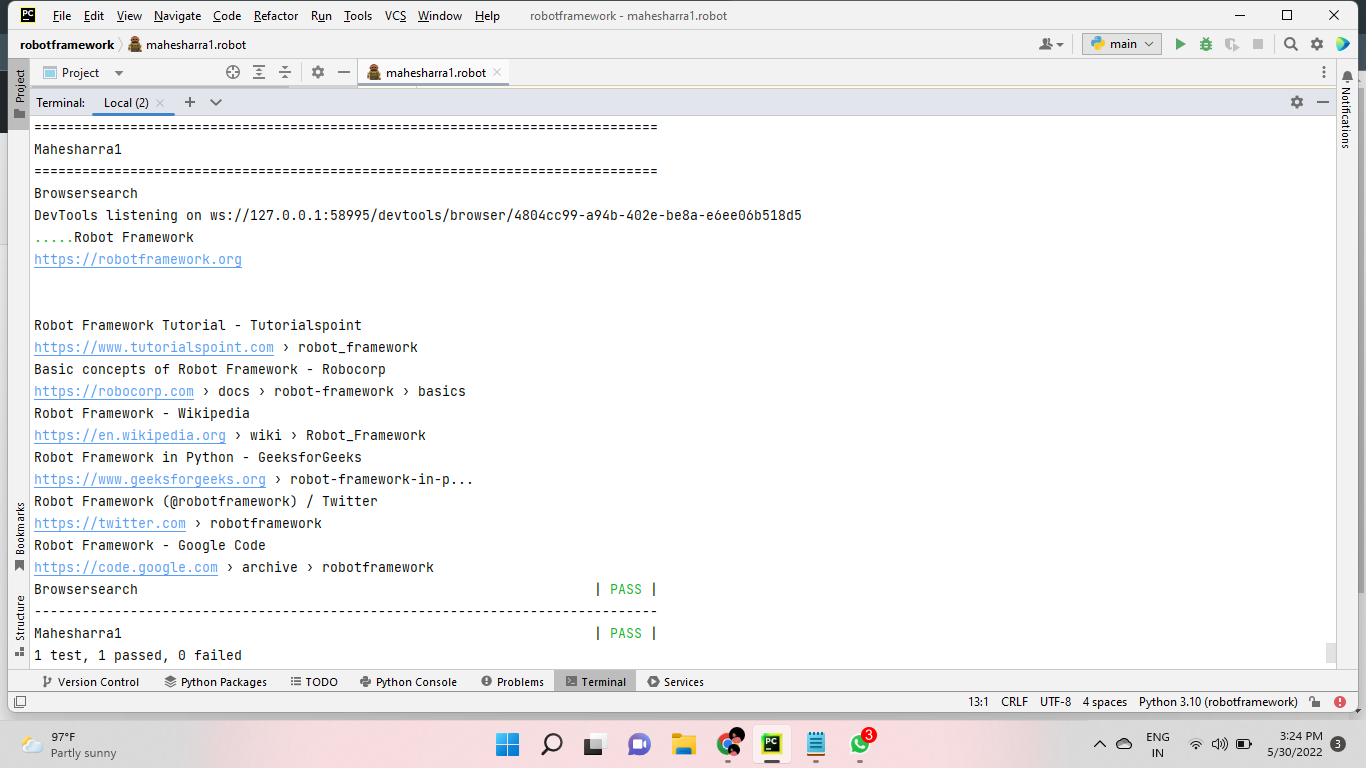 PC File Edit View Navigate Code Refactor Run Tools VCS Window Help robotframework - mahesharra1.robot
robotframework mahesharra1.robot main
Project mahesharra1.robot
Project
Terminal: Local (2)
Notifications
==============================================================================
Mahesharra1
==============================================================================
Browsersearch
DevTools listening on ws://127.0.0.1:58995/devtools/browser/4804cc99-a94b-402e-be8a-e6ee06b518d5
.....Robot Framework
https://robotframework.org
Robot Framework Tutorial - Tutorialspoint
https://www.tutorialspoint.com › robot_framework
Basic concepts of Robot Framework - Robocorp
https://robocorp.com › docs › robot-framework › basics
Robot Framework - Wikipedia
https://en.wikipedia.org › wiki › Robot_Framework
Robot Framework in Python - GeeksforGeeks
https://www.geeksforgeeks.org › robot-framework-in-p...
Robot Framework (@robotframework) / Twitter
https://twitter.com › robotframework
Robot Framework - Google Code
https://code.google.com › archive › robotframework
Browsersearch | PASS |
------------------------------------------------------------------------------
Mahesharra1 | PASS |
1 test, 1 passed, 0 failed
Bookmarks
Structure
Version Control Python Packages TODO Python Console Problems Terminal Services
13:1 CRLF UTF-8 4 spaces Python 3.10 (robotframework)
97°F
Partly sunny
PC
3
ENG
IN
3:24 PM
5/30/2022
3